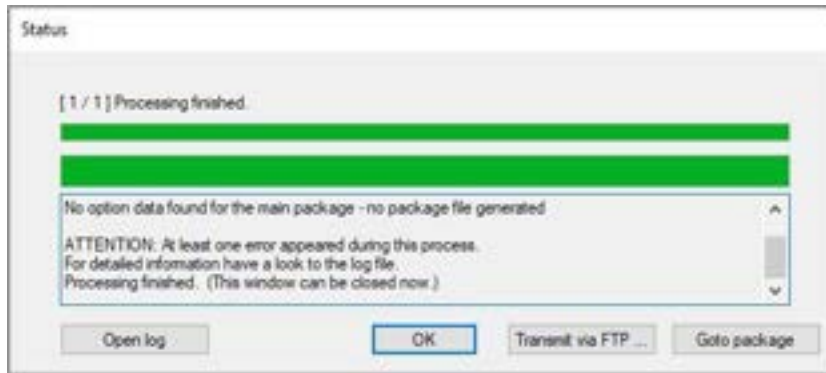 Status
[ 1 / 1 ] Processing finished.
No option data found for the main package - no package file generated
ATTENTION: At least one error appeared during this process.
For detailed information have a look to the log file.
Processing finished. (This window can be closed now.)
Open log
OK
Transmit via FTP ...
Goto package